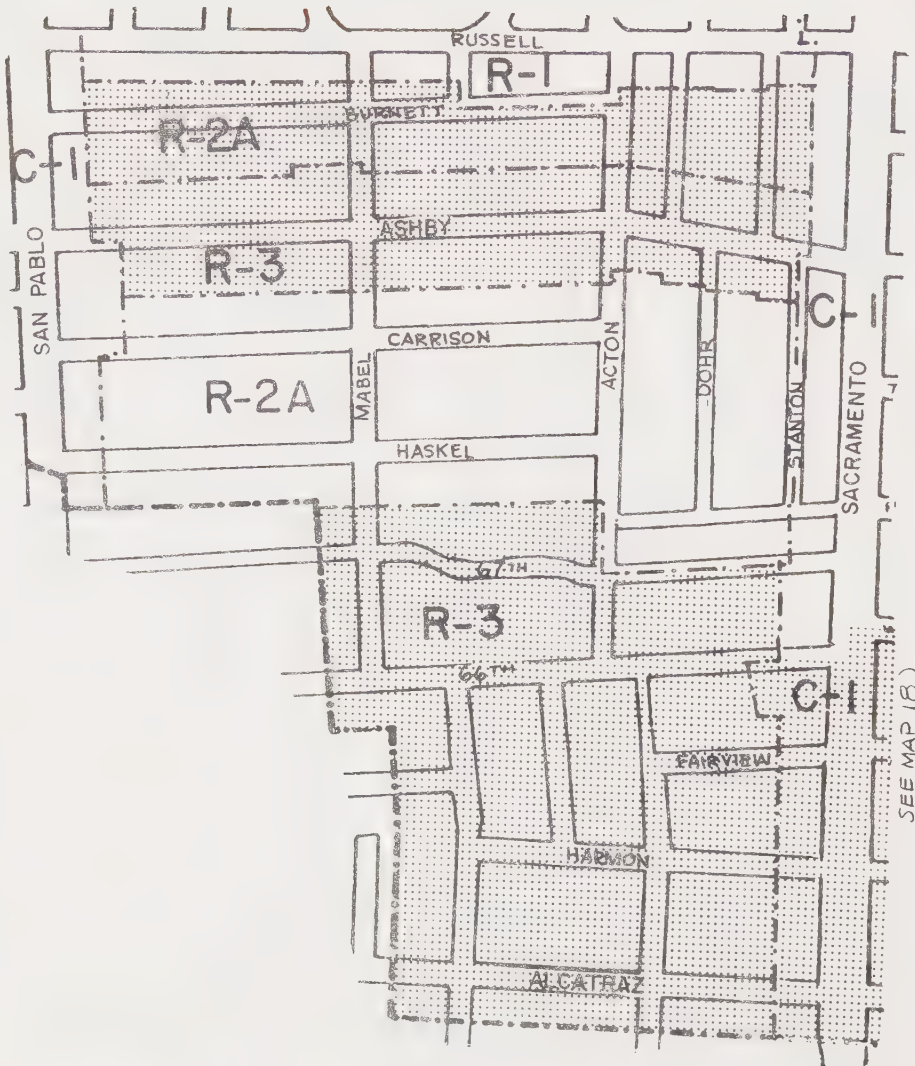 RUSSELL
R-1
BURNETT
R-2A
C-1
ASHBY
SAN PABLO
R-3
C-1
CARRISON
MABEL
ACTON
DOHR
STANTON
SACRAMENTO
R-2A
HASKEL
67TH
R-3
66TH
C-1
SEE MAP 18)
FAIRVIEW
HARMON
ALCATRAZ